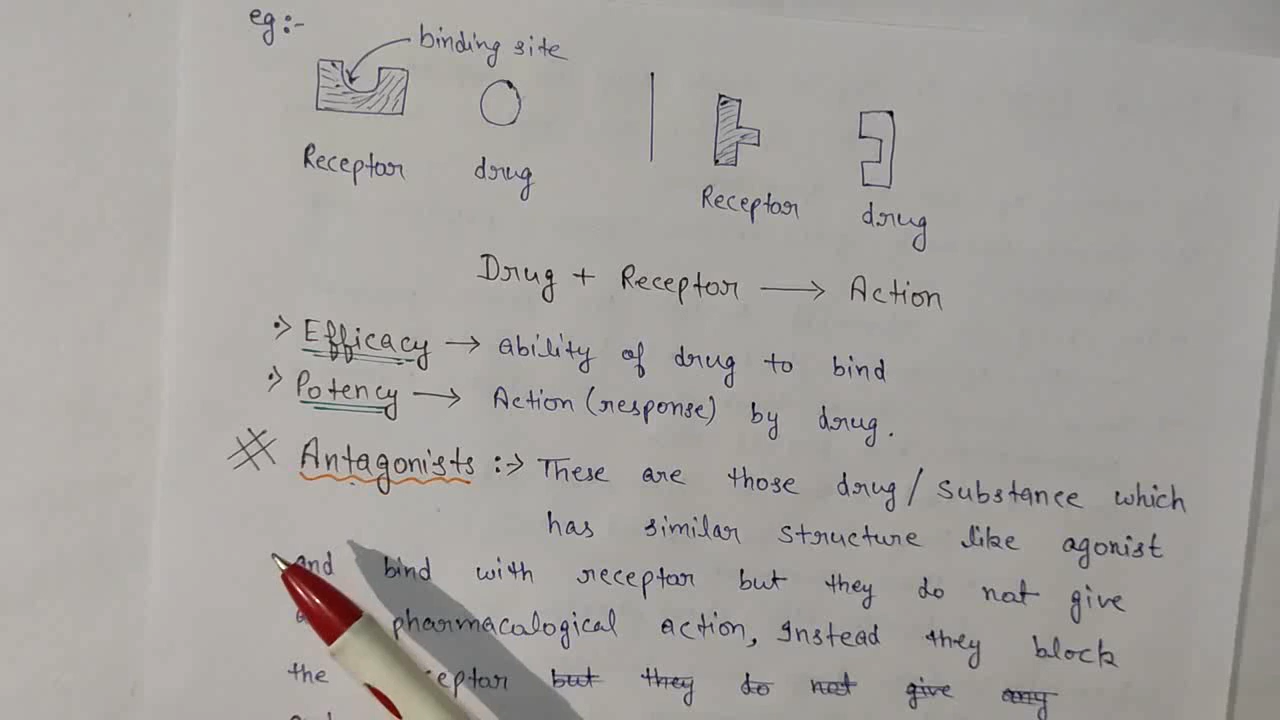 eg:-
binding site
Receptor drug
Receptor drug
Drug + Receptor → Action
:> Efficacy → ability of drug to bind
:> Potency → Action (response) by drug.
# Antagonists :→ These are those drug/substance which
has similar structure like agonist
and bind with receptor but they do not give
pharmacological action, instead they block
the but they do not give any